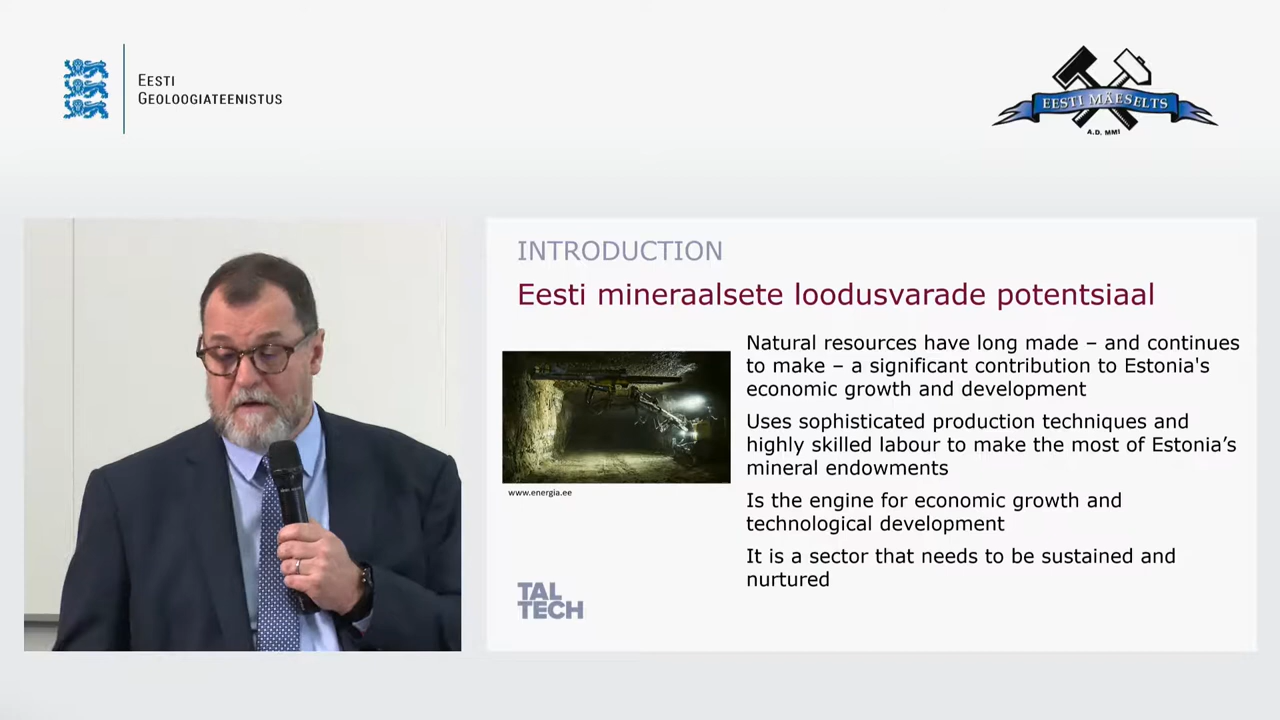 EESTI
GEOLOOGIATEENISTUS
EESTI MÄESELTS
A.D. MMI
INTRODUCTION
Eesti mineraalsete loodusvarade potentsiaal
Natural resources have long made – and continues
to make – a significant contribution to Estonia's
economic growth and development
Uses sophisticated production techniques and
highly skilled labour to make the most of Estonia’s
mineral endowments
Is the engine for economic growth and
technological development
It is a sector that needs to be sustained and
nurtured
www.energia.ee
TAL
TECH